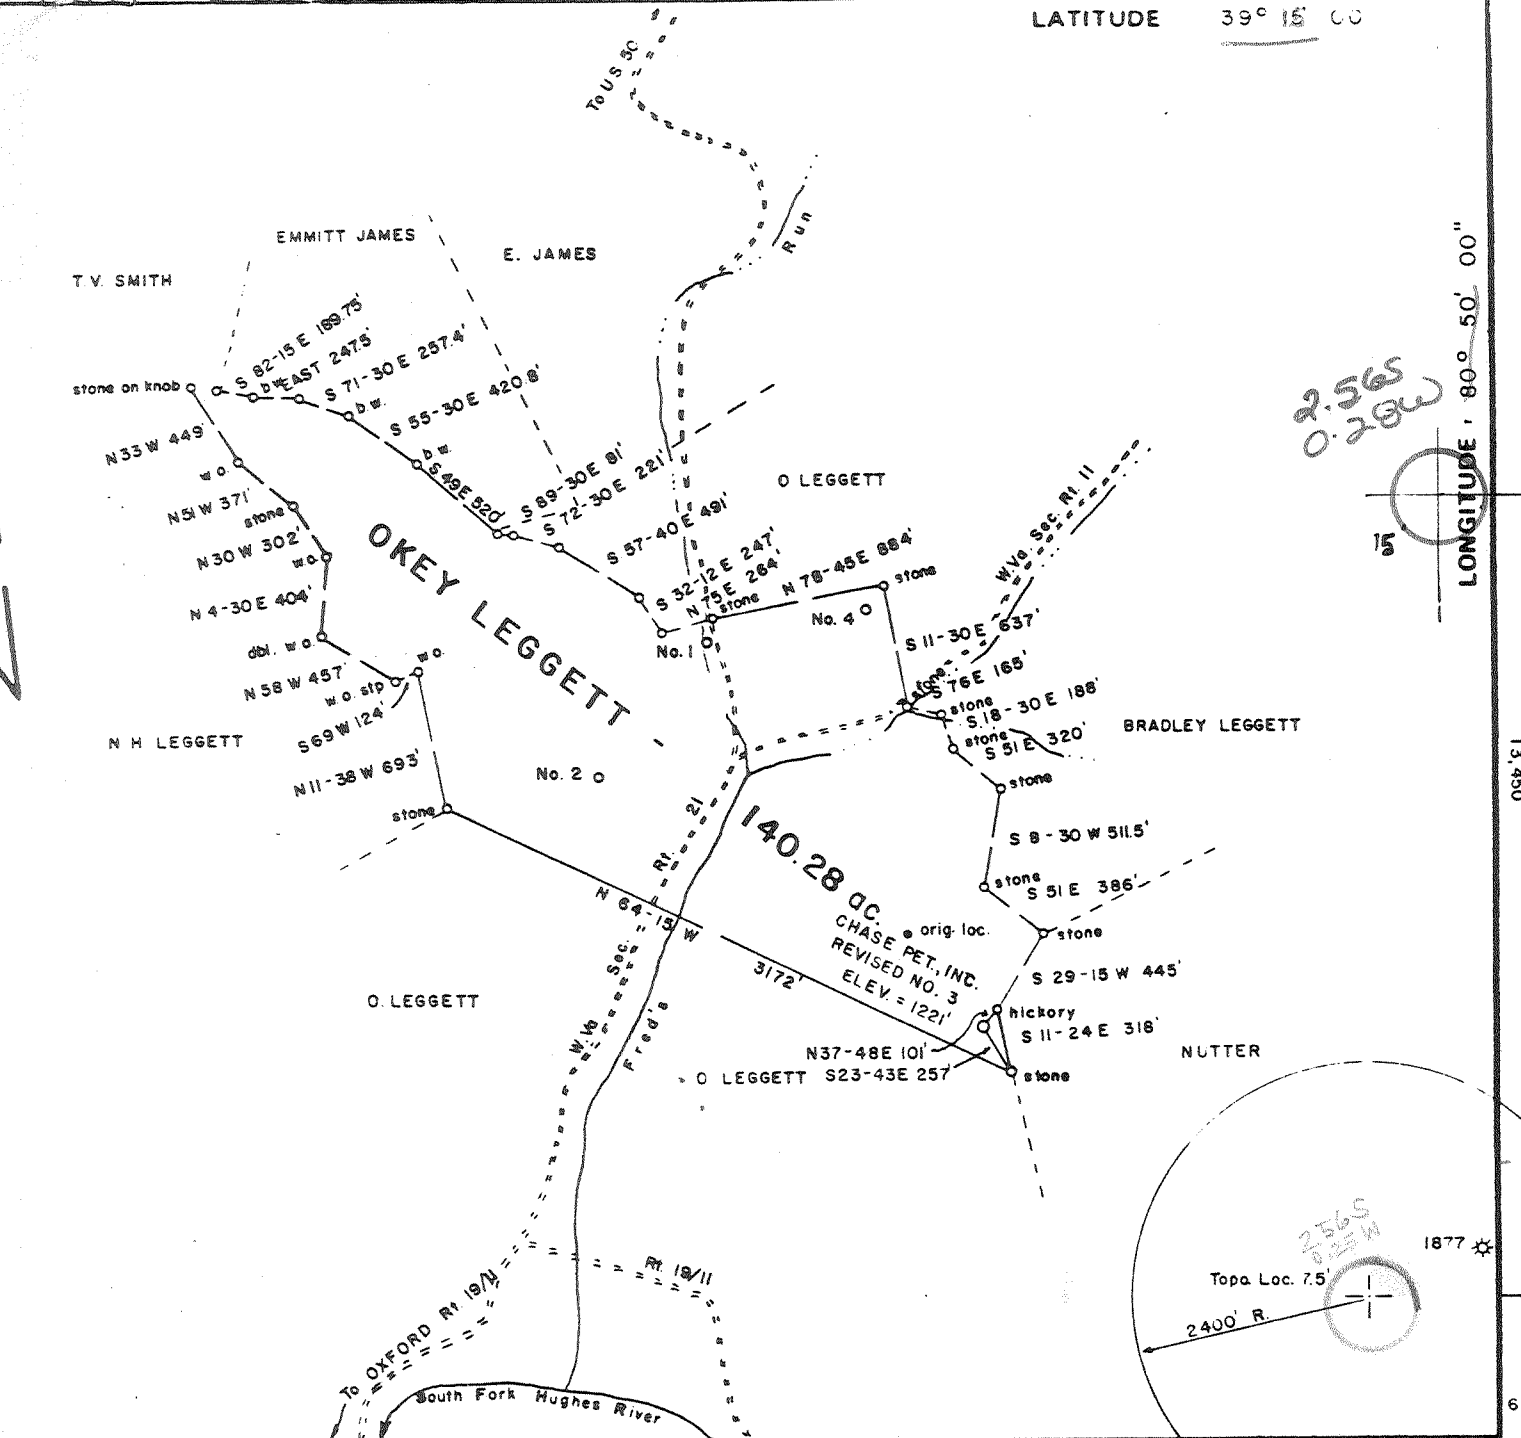 LATITUDE 39° 15' 00
To US 50
Run
EMMITT JAMES
E. JAMES
T. V. SMITH
LONGITUDE, 80° 50' 00"
2.56S
0.28W
15
S 82-15 E 189.75'
b w
EAST 247.5'
S 71-30 E 257.4'
b w.
stone on knob
S 55-30 E 420.8'
b w
N 33 W 449'
w o.
S 49 E 520'
S 89-30 E 81'
S 72-30 E 221'
O LEGGETT
W.Va. Sec. Rt. 11
N 51 W 371'
stone
OKEY LEGGETT
S 57-40 E 491'
N 30 W 302'
w o.
S 32-12 E 247'
N 75 E 264'
stone
N 78-45 E 884'
stone
N 4-30 E 404'
No. 4
No. 1
S 11-30 E 637'
dbl. w o.
w o.
stone
S 76 E 165'
N 58 W 457'
w o. stp
stone
S 18-30 E 188'
S 69 W 124'
N H LEGGETT
stone
S 51 E 320'
BRADLEY LEGGETT
13,450
N 11-38 W 693'
No. 2
stone
stone
140.28 ac.
S 8-30 W 511.5'
W.Va Sec. Rt. 21
stone
S 51 E 386'
N 64-15 W
3172'
orig. loc.
stone
CHASE PET., INC.
REVISED NO. 3
ELEV. = 1221'
S 29-15 W 445'
O. LEGGETT
Fred's
hickory
S 11-24 E 318'
N37-48E 101'
NUTTER
O LEGGETT
S23-43E 257'
stone
2.56S
0.25 W
1877
Rt. 19/11
Topo Loc. 7.5'
2400' R.
To OXFORD Rt. 19/11
South Fork Hughes River
6